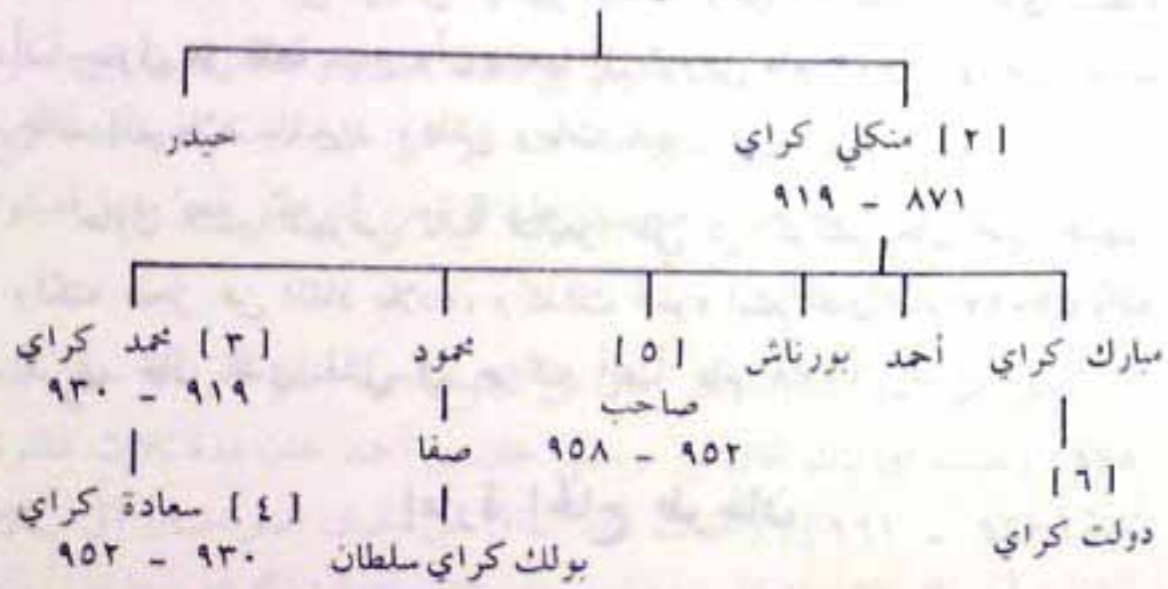 [ ٢ ] منكلي كراي
٨٧١ - ٩١٩
حيدر
مبارك كراي
أحمد
بورناش
[ ٥ ]
صاحب
٩٥٢ - ٩٥٨
محمود
[ ٣ ] محمد كراي
٩١٩ - ٩٣٠
صفا
[ ٦ ]
دولت كراي
بولك كراي سلطان
[ ٤ ] سعادة كراي
٩٣٠ - ٩٥٢